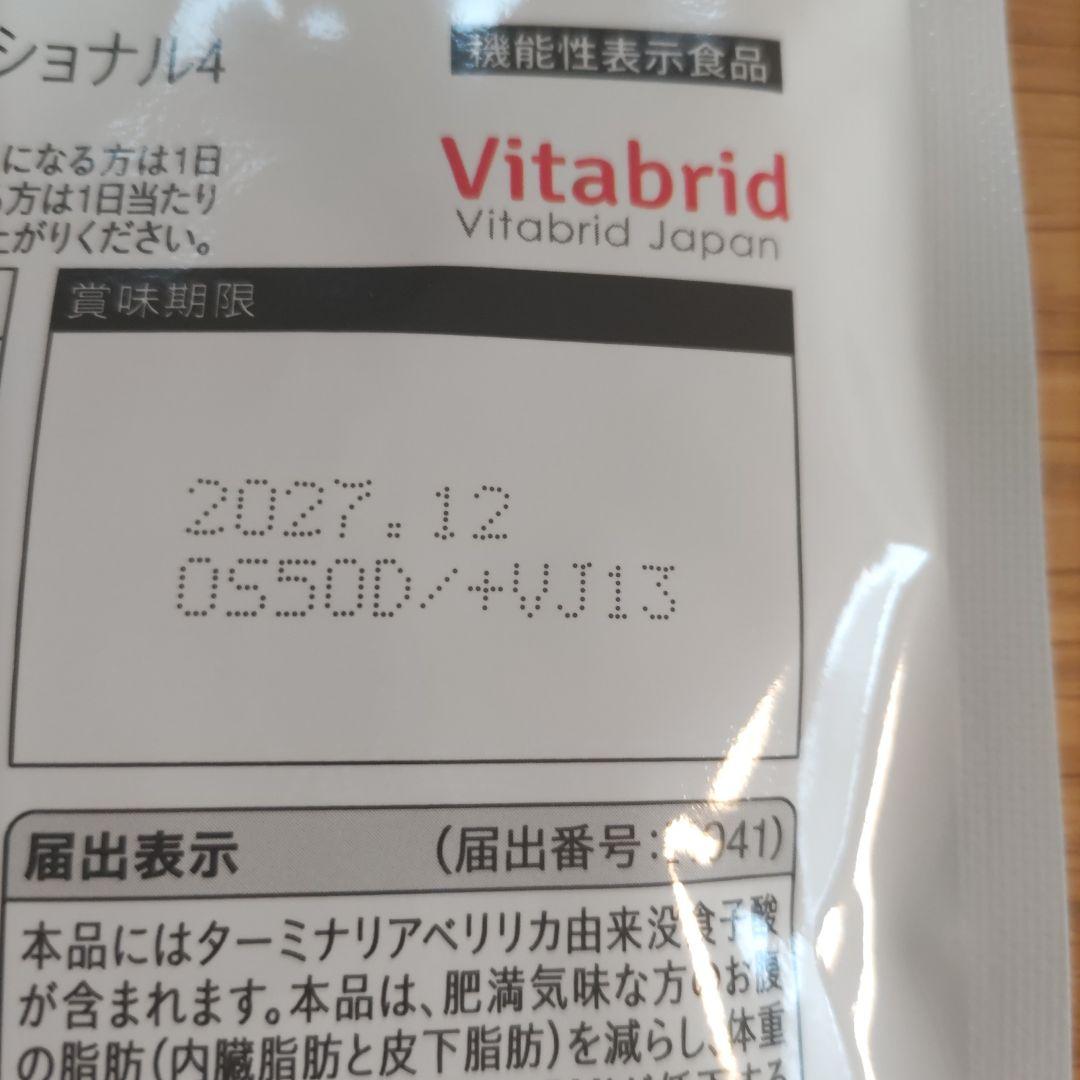 ショナル4
機能性表示食品
になる方は1日
方は1日当たり
上がりください。
Vitabrid
Vitabrid Japan
賞味期限
2027.12
0S50D/+VJ13
届出表示
(届出番号: 041)
本品にはターミナリアベリリカ由来没食子酸
が含まれます。本品は、肥満気味な方のお腹
の脂肪(内臓脂肪と皮下脂肪)を減らし、体重